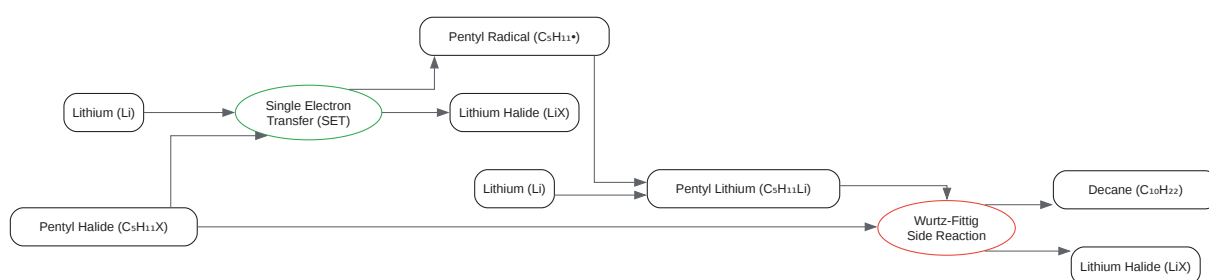 Pentyl Radical (C₅H₁₁•)
Lithium (Li)
Single Electron
Transfer (SET)
Lithium Halide (LiX)
Lithium (Li)
Pentyl Lithium (C₅H₁₁Li)
Decane (C₁₀H₂₂)
Pentyl Halide (C₅H₁₁X)
Wurtz-Fittig
Side Reaction
Lithium Halide (LiX)